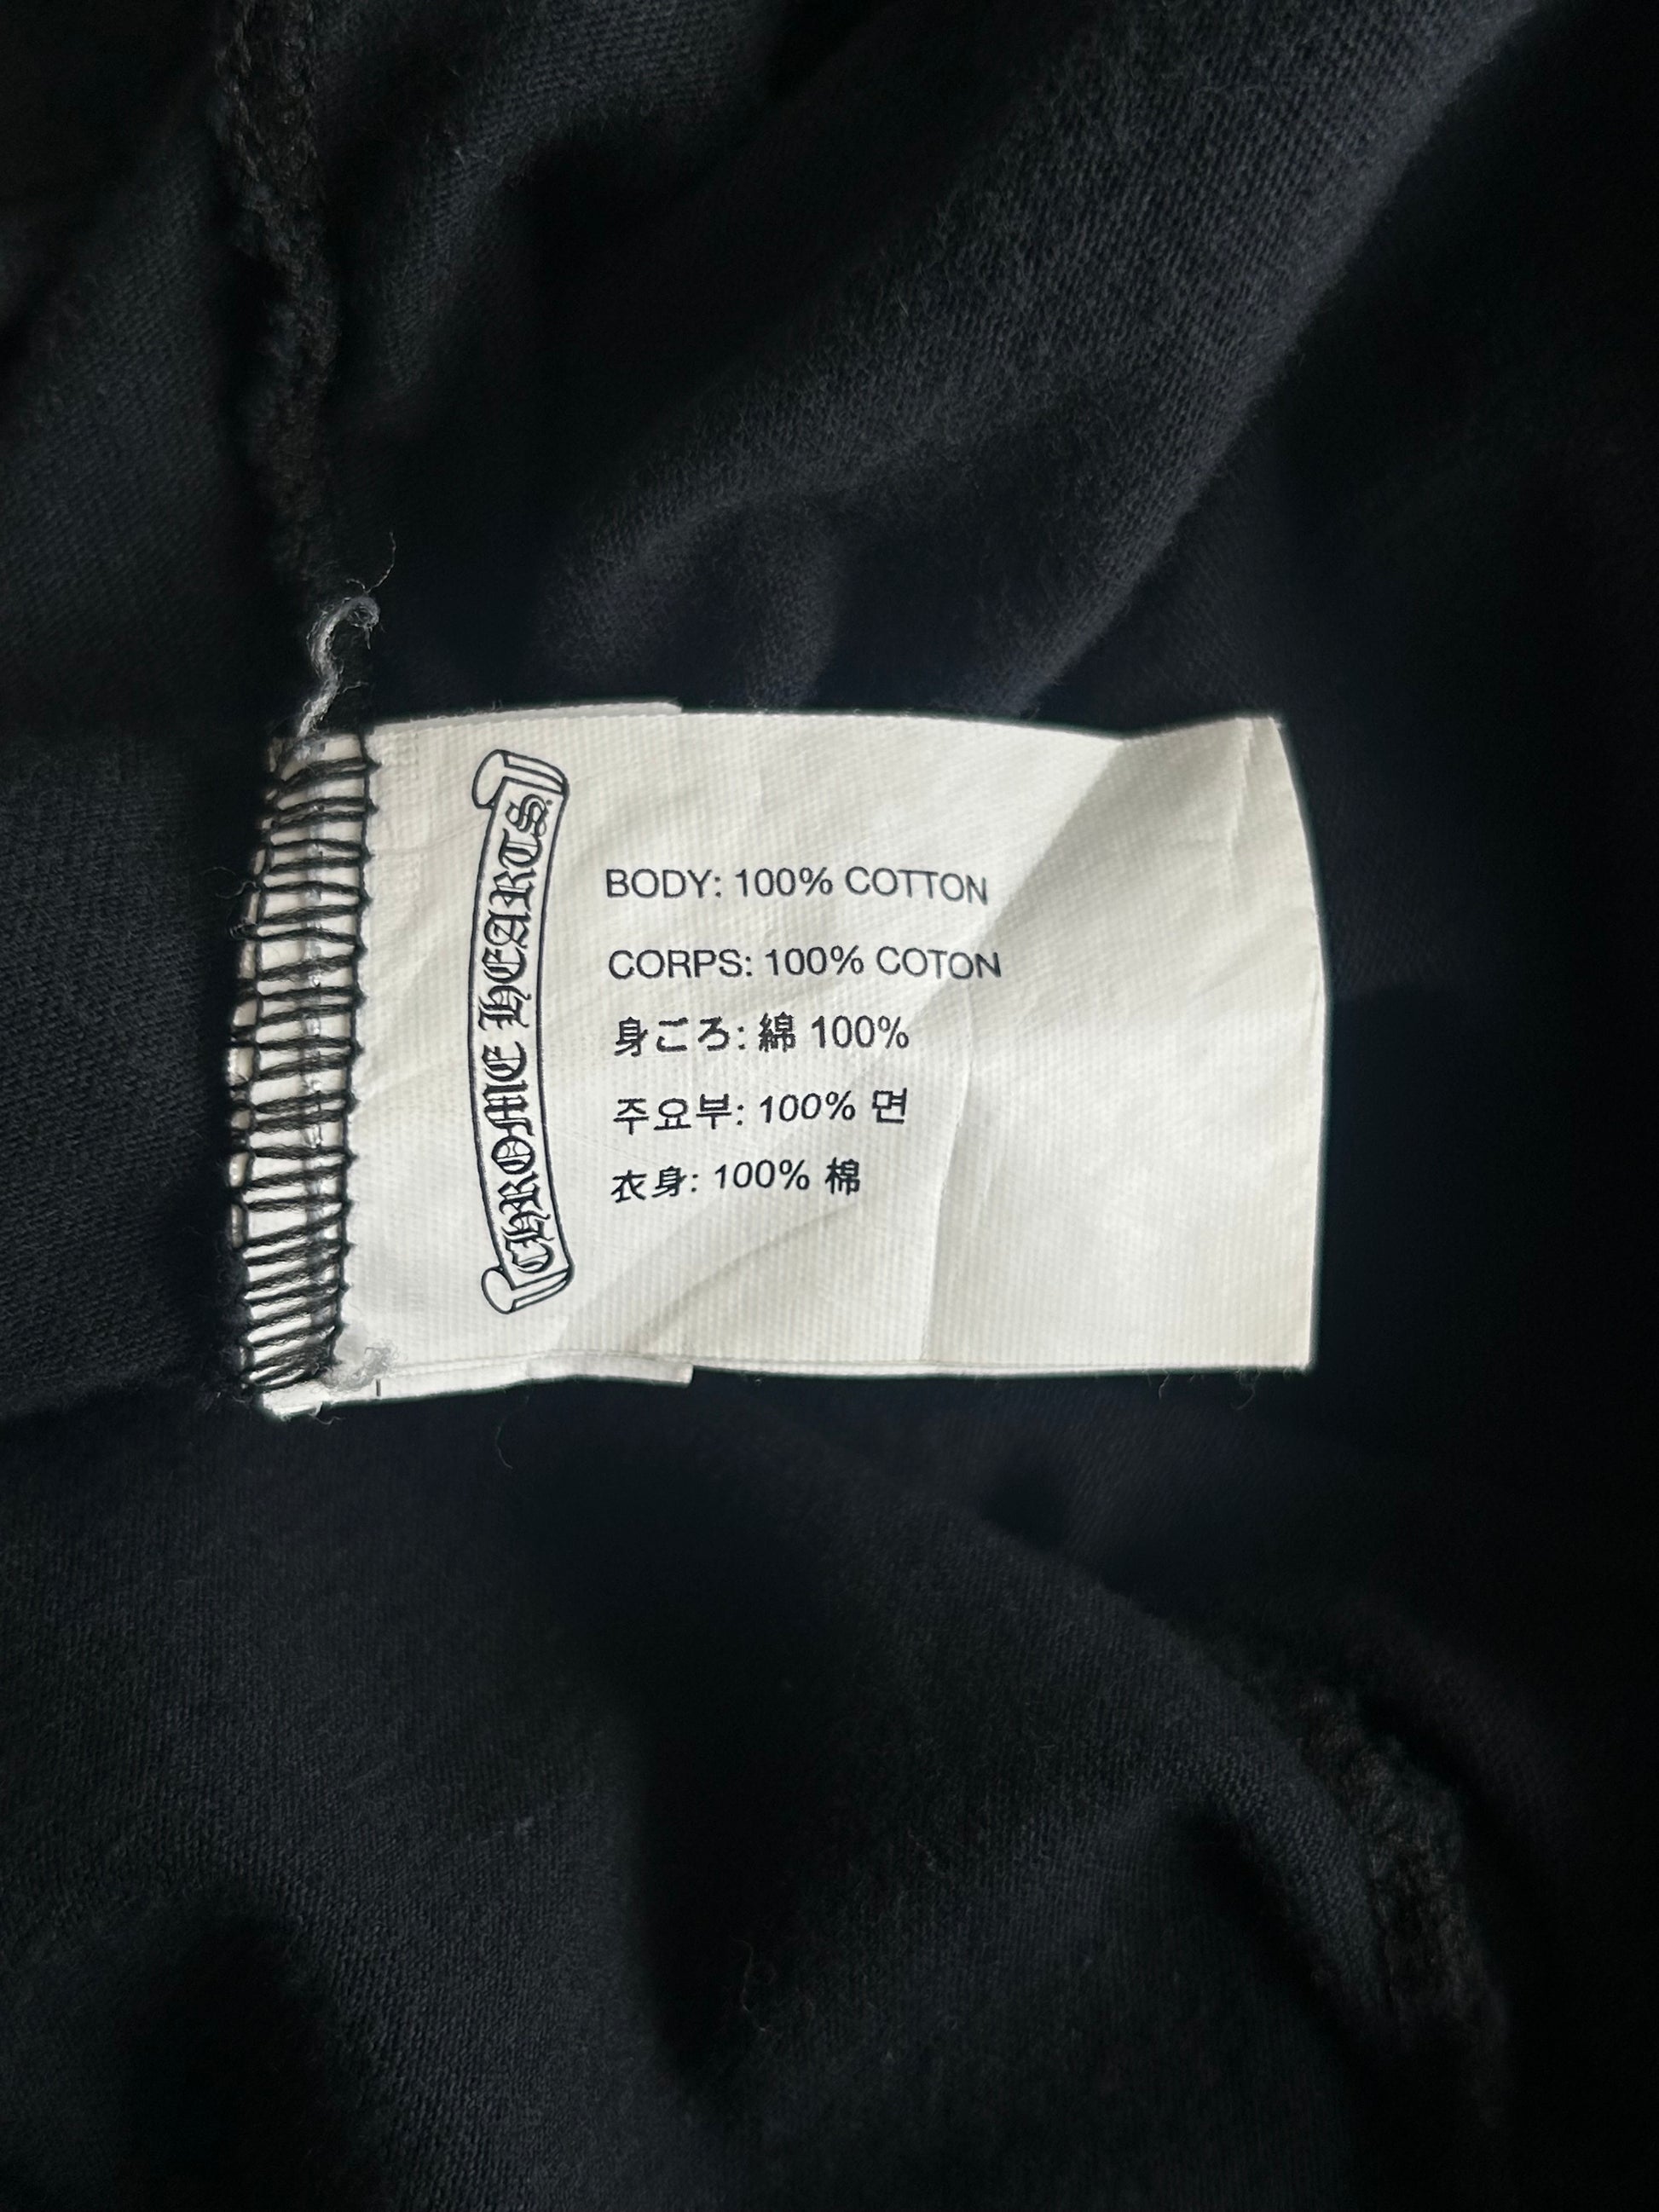 CHROME HEARTS
BODY: 100% COTTON
CORPS: 100% COTON
身ごろ: 綿 100%
주요부: 100% 면
衣身: 100% 棉